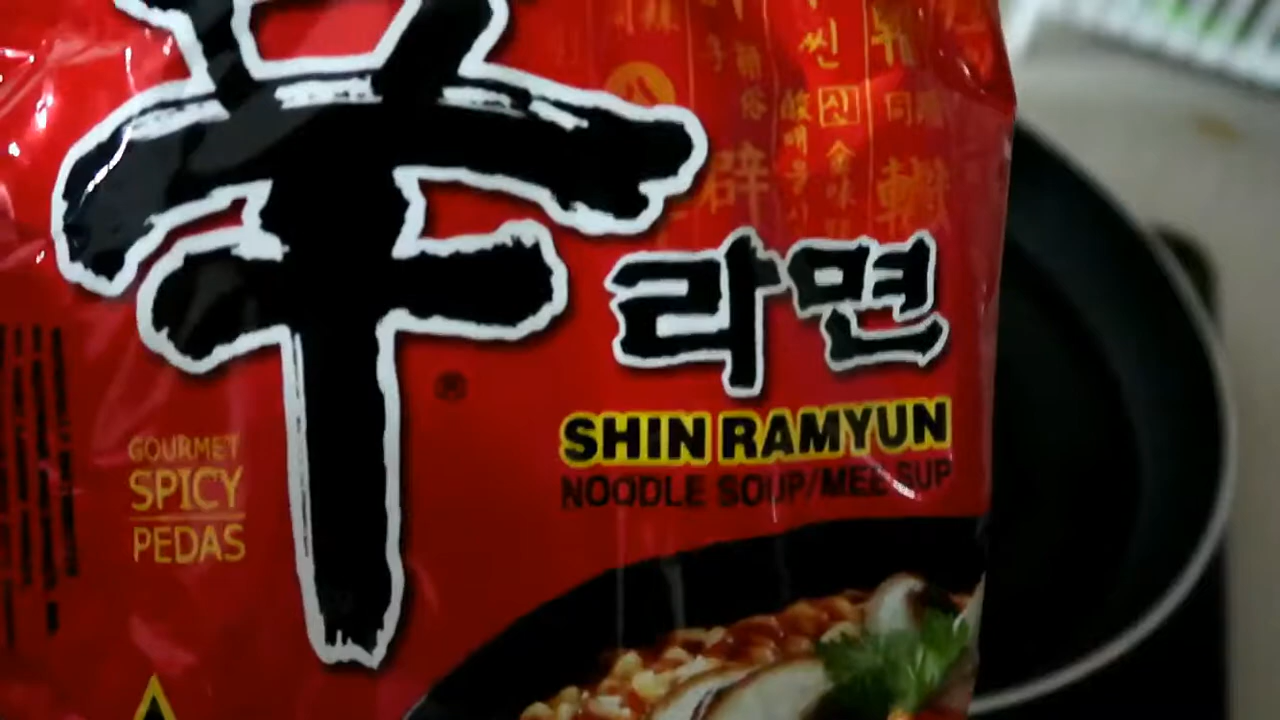 辛
라면
®
SHIN RAMYUN
NOODLE SOUP/MEE SUP
GOURMET
SPICY
PEDAS